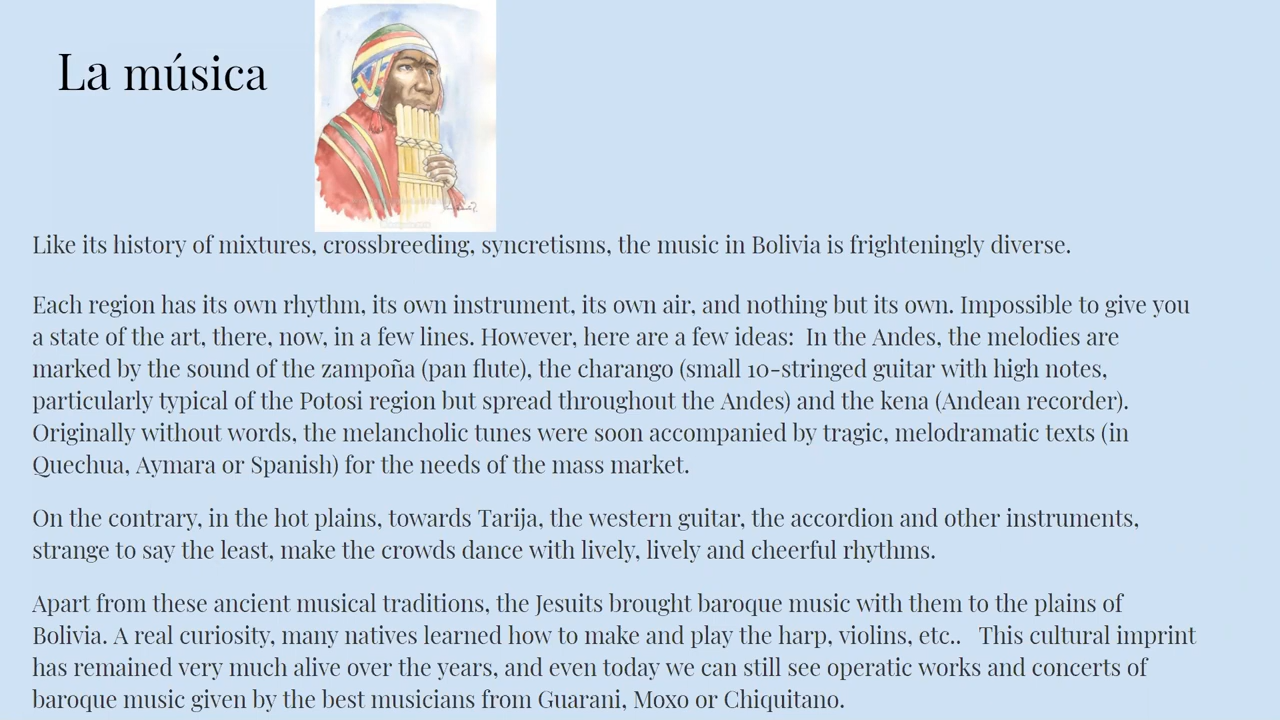 La música
Like its history of mixtures, crossbreeding, syncretisms, the music in Bolivia is frighteningly diverse.
Each region has its own rhythm, its own instrument, its own air, and nothing but its own. Impossible to give you
a state of the art, there, now, in a few lines. However, here are a few ideas:  In the Andes, the melodies are
marked by the sound of the zampoña (pan flute), the charango (small 10-stringed guitar with high notes,
particularly typical of the Potosi region but spread throughout the Andes) and the kena (Andean recorder).
Originally without words, the melancholic tunes were soon accompanied by tragic, melodramatic texts (in
Quechua, Aymara or Spanish) for the needs of the mass market.
On the contrary, in the hot plains, towards Tarija, the western guitar, the accordion and other instruments,
strange to say the least, make the crowds dance with lively, lively and cheerful rhythms.
Apart from these ancient musical traditions, the Jesuits brought baroque music with them to the plains of
Bolivia. A real curiosity, many natives learned how to make and play the harp, violins, etc..   This cultural imprint
has remained very much alive over the years, and even today we can still see operatic works and concerts of
baroque music given by the best musicians from Guarani, Moxo or Chiquitano.